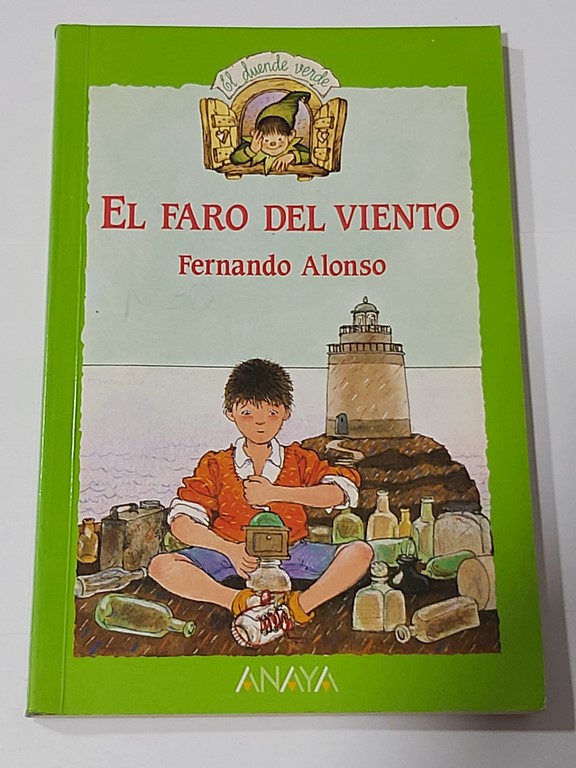 El duende verde
EL FARO DEL VIENTO
Fernando Alonso
ANAYA